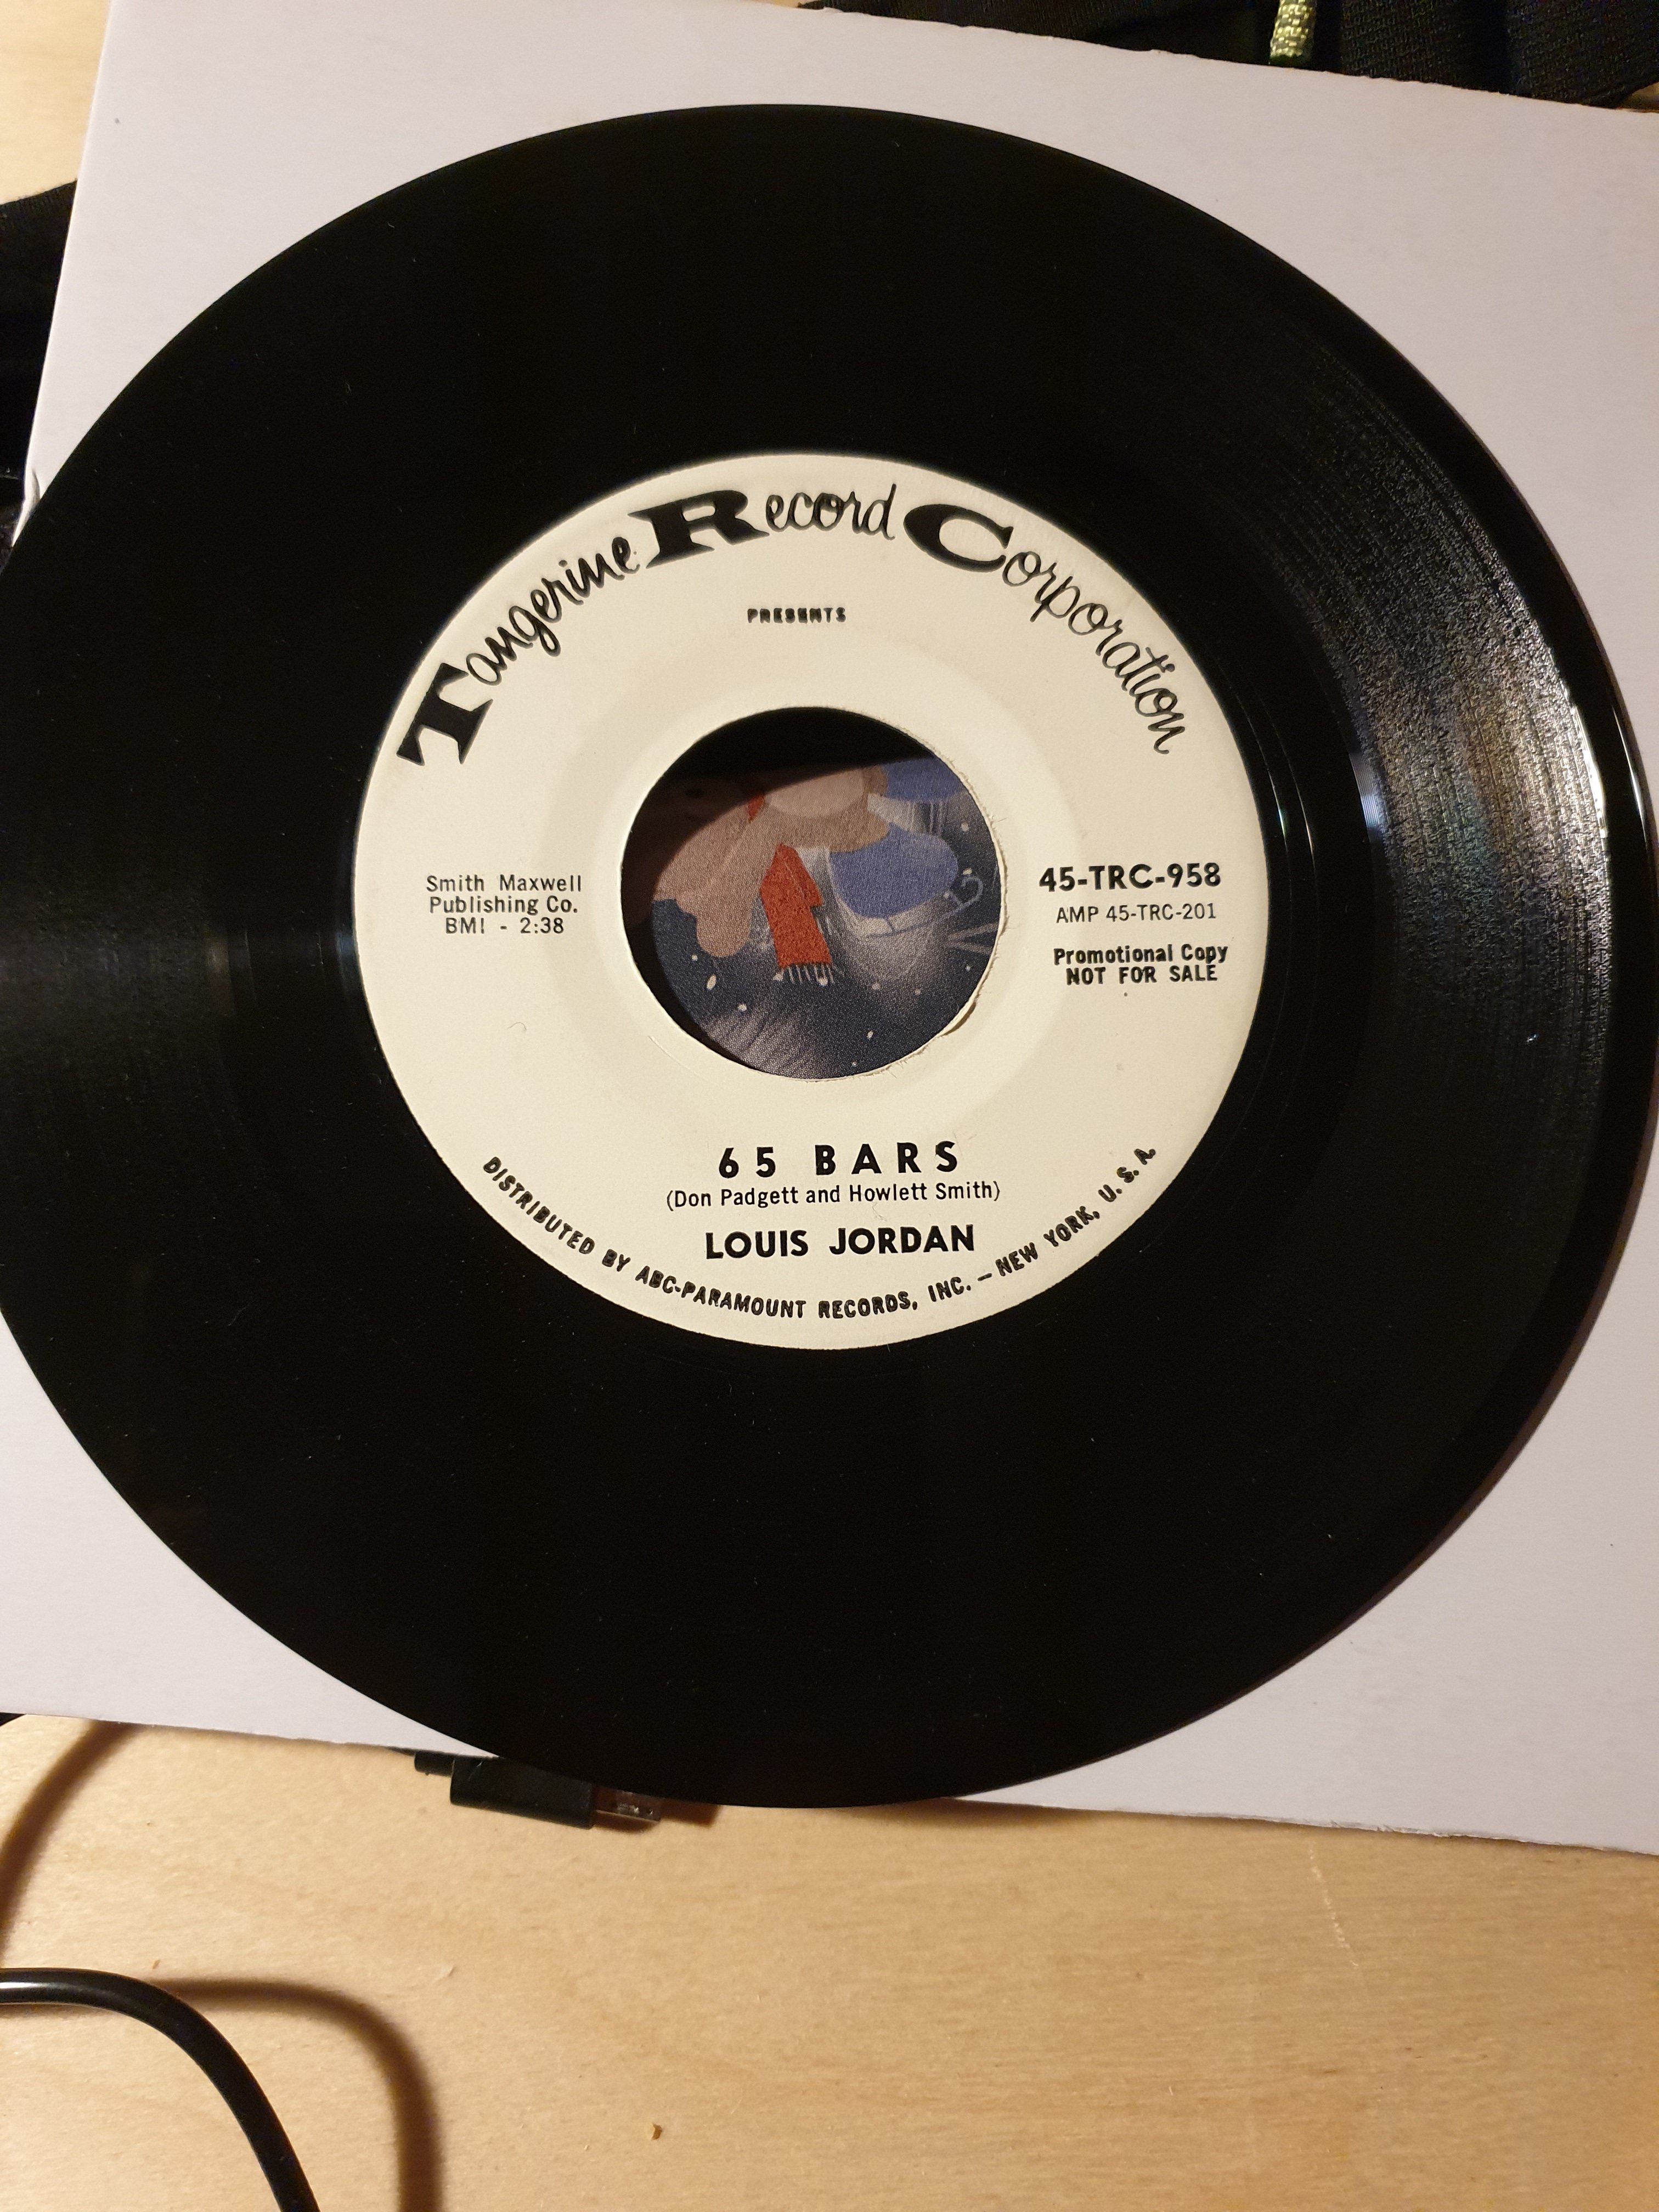 Tangerine Record Corporation
PRESENTS
Smith Maxwell
Publishing Co.
BMI - 2:38
45-TRC-958
AMP 45-TRC-201
Promotional Copy
NOT FOR SALE
65 BARS
(Don Padgett and Howlett Smith)
LOUIS JORDAN
DISTRIBUTED BY ABC-PARAMOUNT RECORDS, INC. – NEW YORK, U. S. A.